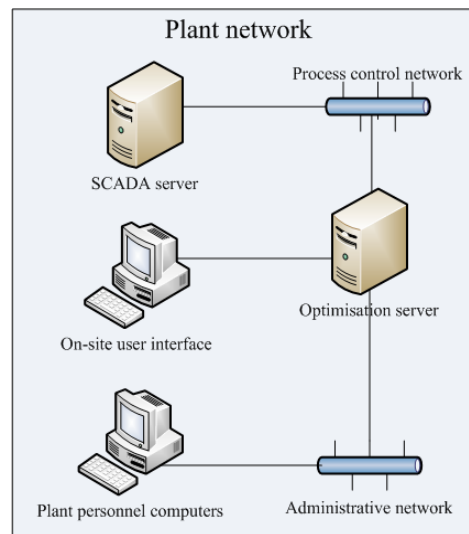 Plant network
Process control network
SCADA server
Optimisation server
On-site user interface
Plant personnel computers
Administrative network